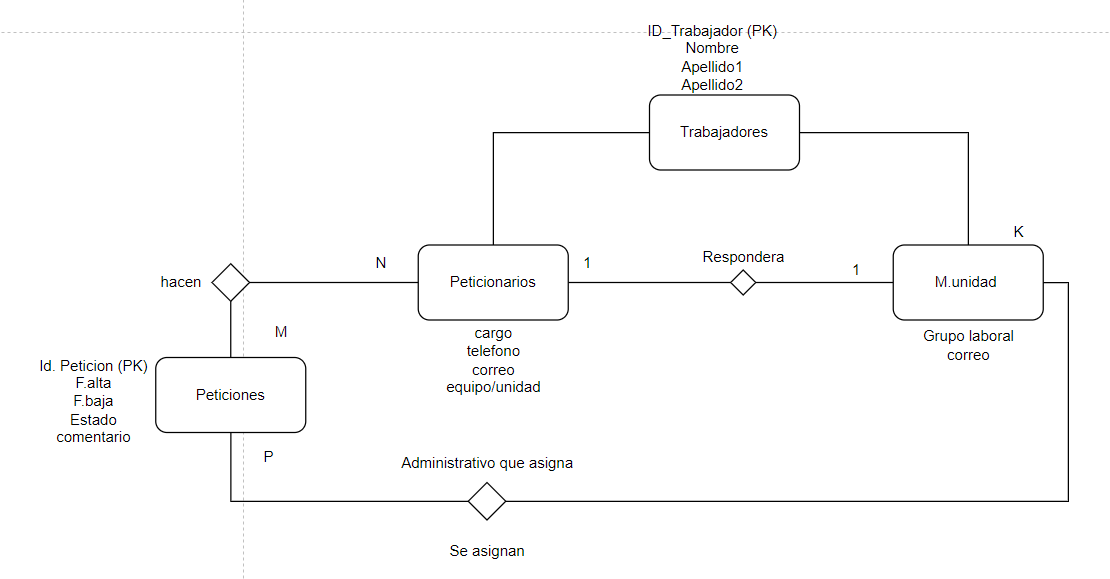 ID_Trabajador (PK)
Nombre
Apellido1
Apellido2
Trabajadores
K
N
1
Respondera
1
hacen
Peticionarios
M.unidad
M
cargo
telefono
correo
equipo/unidad
Grupo laboral
correo
Id. Peticion (PK)
F.alta
F.baja
Estado
comentario
Peticiones
P
Administrativo que asigna
Se asignan